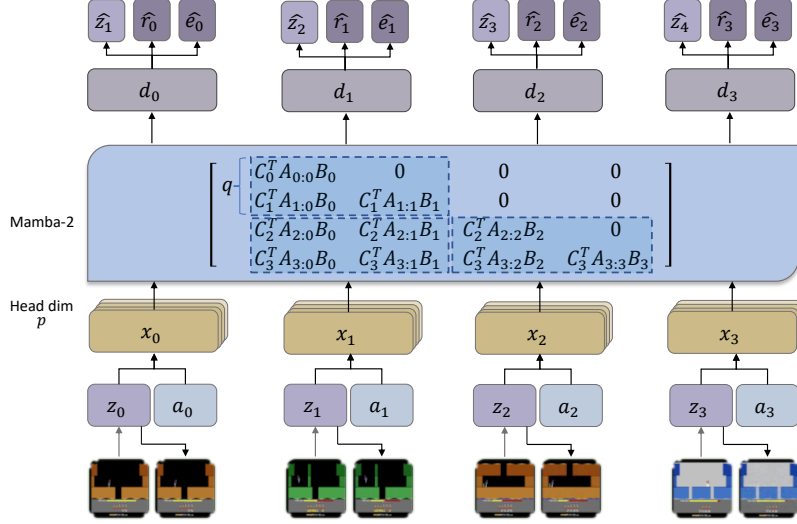 ẑ₁ r̂₀ ê₀ ẑ₂ r̂₁ ê₁ ẑ₃ r̂₂ ê₂ ẑ₄ r̂₃ ê₃
d₀ d₁ d₂ d₃
Mamba-2
q
C₀ᵀA₀:₀B₀ 0 0 0
C₁ᵀA₁:₀B₀ C₁ᵀA₁:₁B₁ 0 0
C₂ᵀA₂:₀B₀ C₂ᵀA₂:₁B₁ C₂ᵀA₂:₂B₂ 0
C₃ᵀA₃:₀B₀ C₃ᵀA₃:₁B₁ C₃ᵀA₃:₂B₂ C₃ᵀA₃:₃B₃
Head dim
p
x₀ x₁ x₂ x₃
z₀ a₀ z₁ a₁ z₂ a₂ z₃ a₃